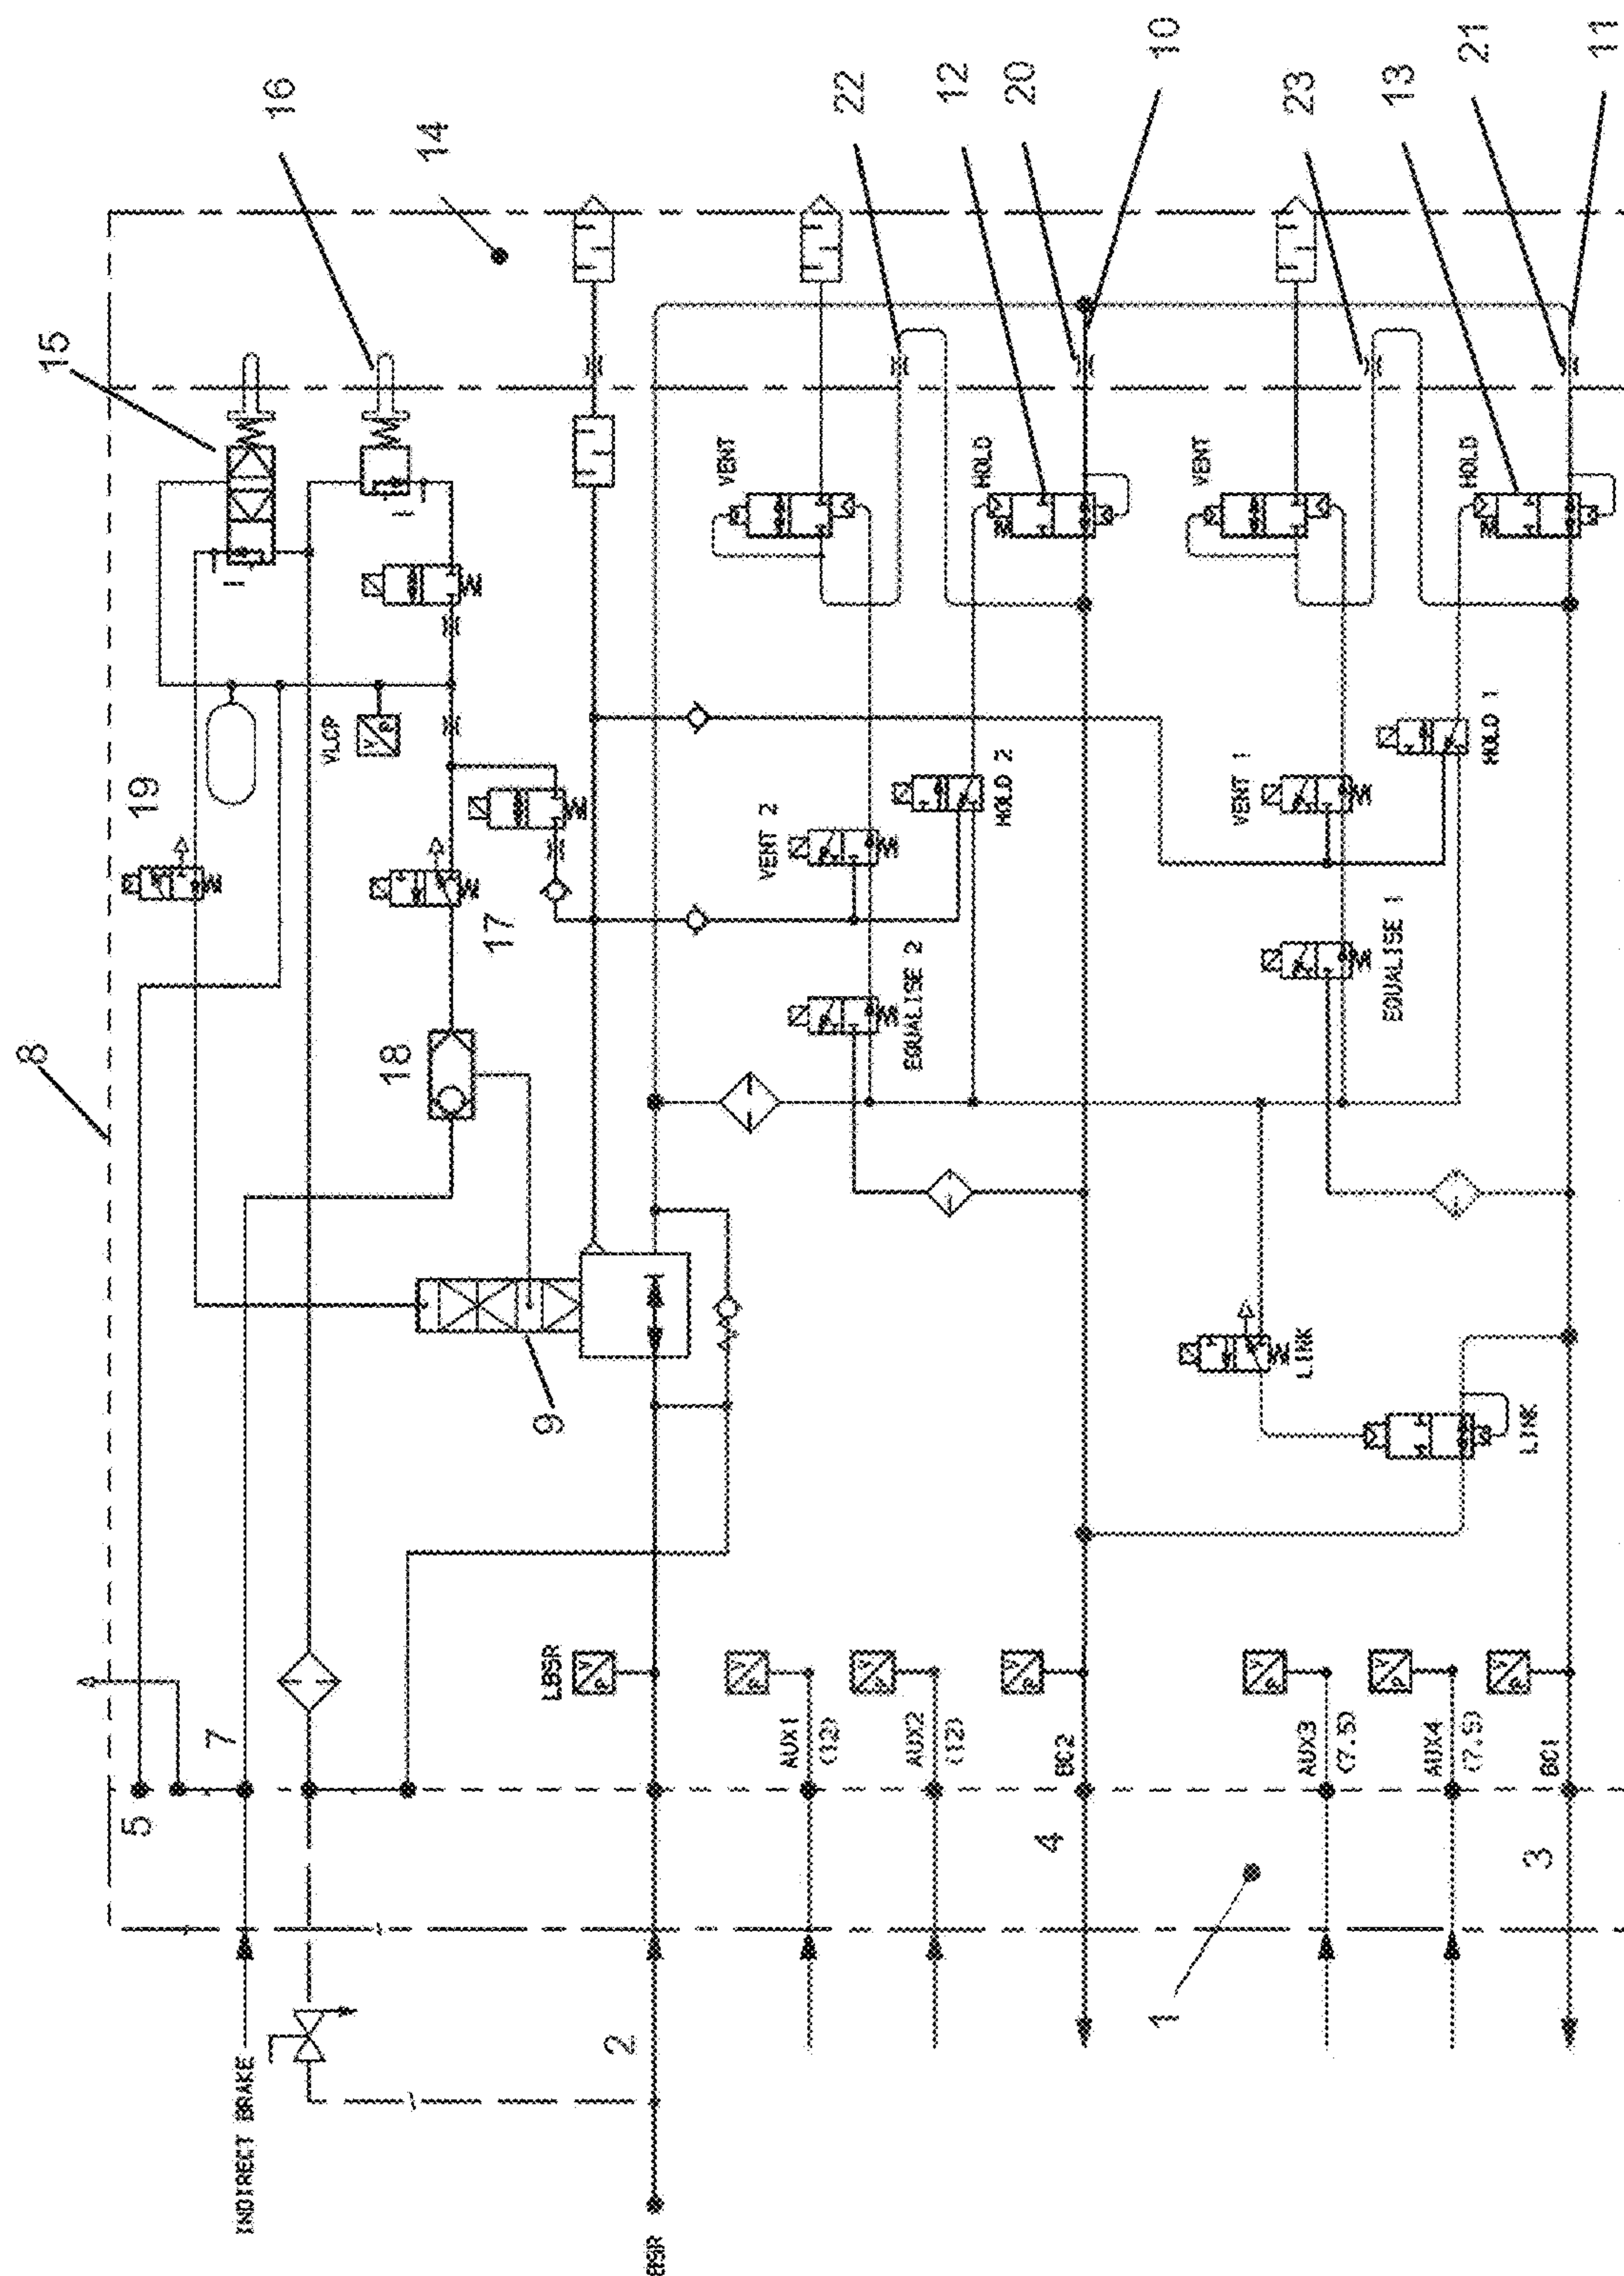 8
15
16
14
22
12
20
10
23
13
21
11
19
17
18
9
VLCP
VENT
HOLD
VENT
HOLD
VENT 2
HOLD 2
EQUALISE 2
VENT 1
HOLD 1
EQUALISE 1
LINK
LINK
5
7
LBSR
AUX1
(12)
AUX2
(12)
BC2
AUX3
(7.5)
AUX4
(7.5)
BC1
4
3
1
2
INDIRECT BRAKE
BSR